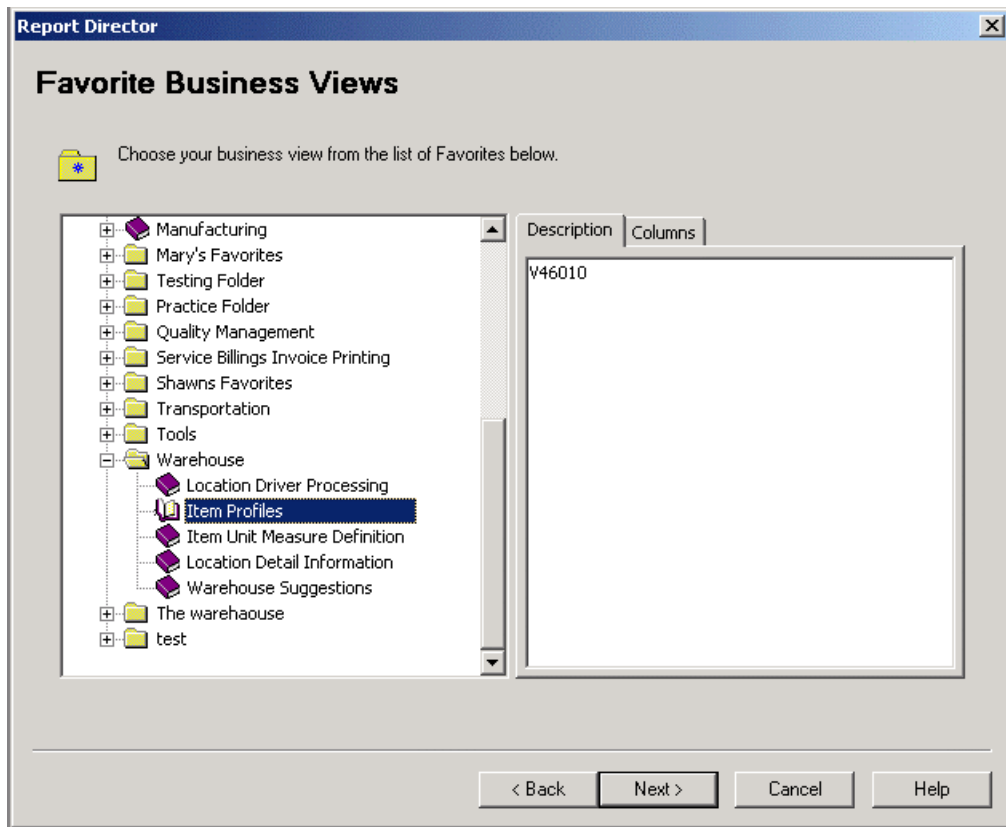 Report Director
Favorite Business Views
Choose your business view from the list of Favorites below.
Manufacturing
Mary's Favorites
Testing Folder
Practice Folder
Quality Management
Service Billings Invoice Printing
Shawns Favorites
Transportation
Tools
Warehouse
Location Driver Processing
Item Profiles
Item Unit Measure Definition
Location Detail Information
Warehouse Suggestions
The warehaouse
test
Description Columns
V46010
< Back Next > Cancel Help